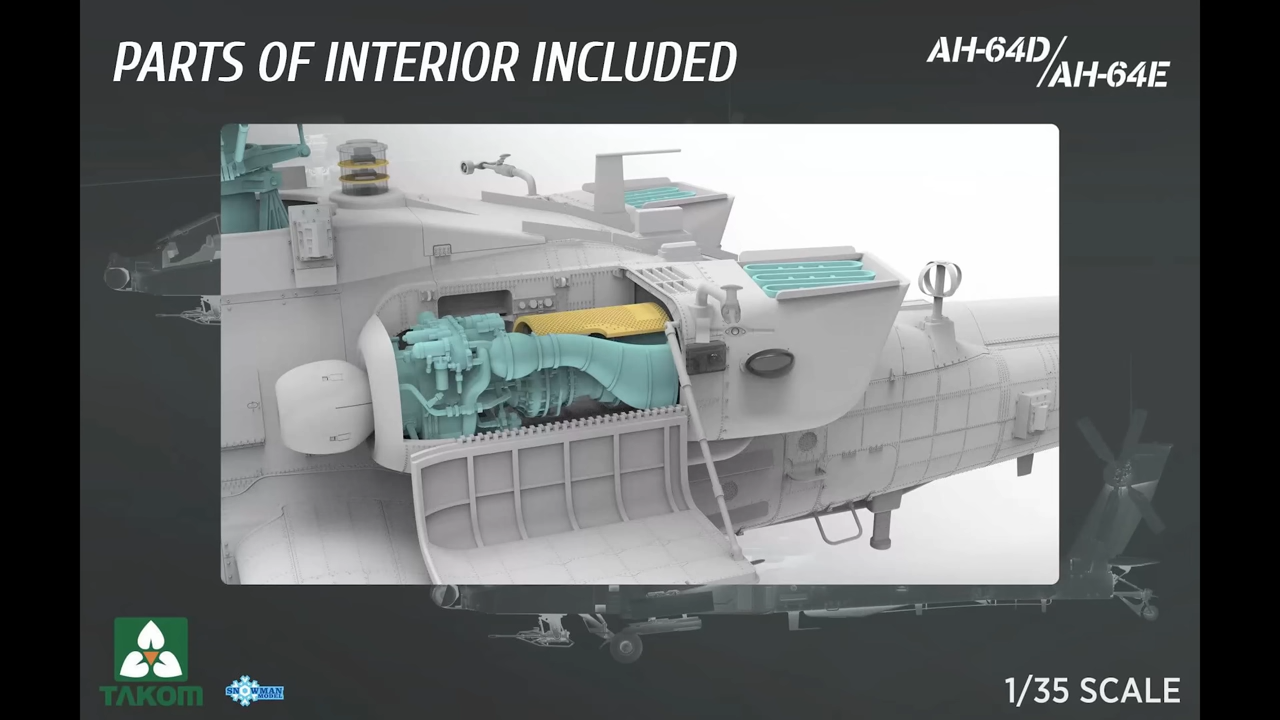 PARTS OF INTERIOR INCLUDED
AH-64D/
AH-64E
TAKOM
SNOWMAN
MODEL
1/35 SCALE